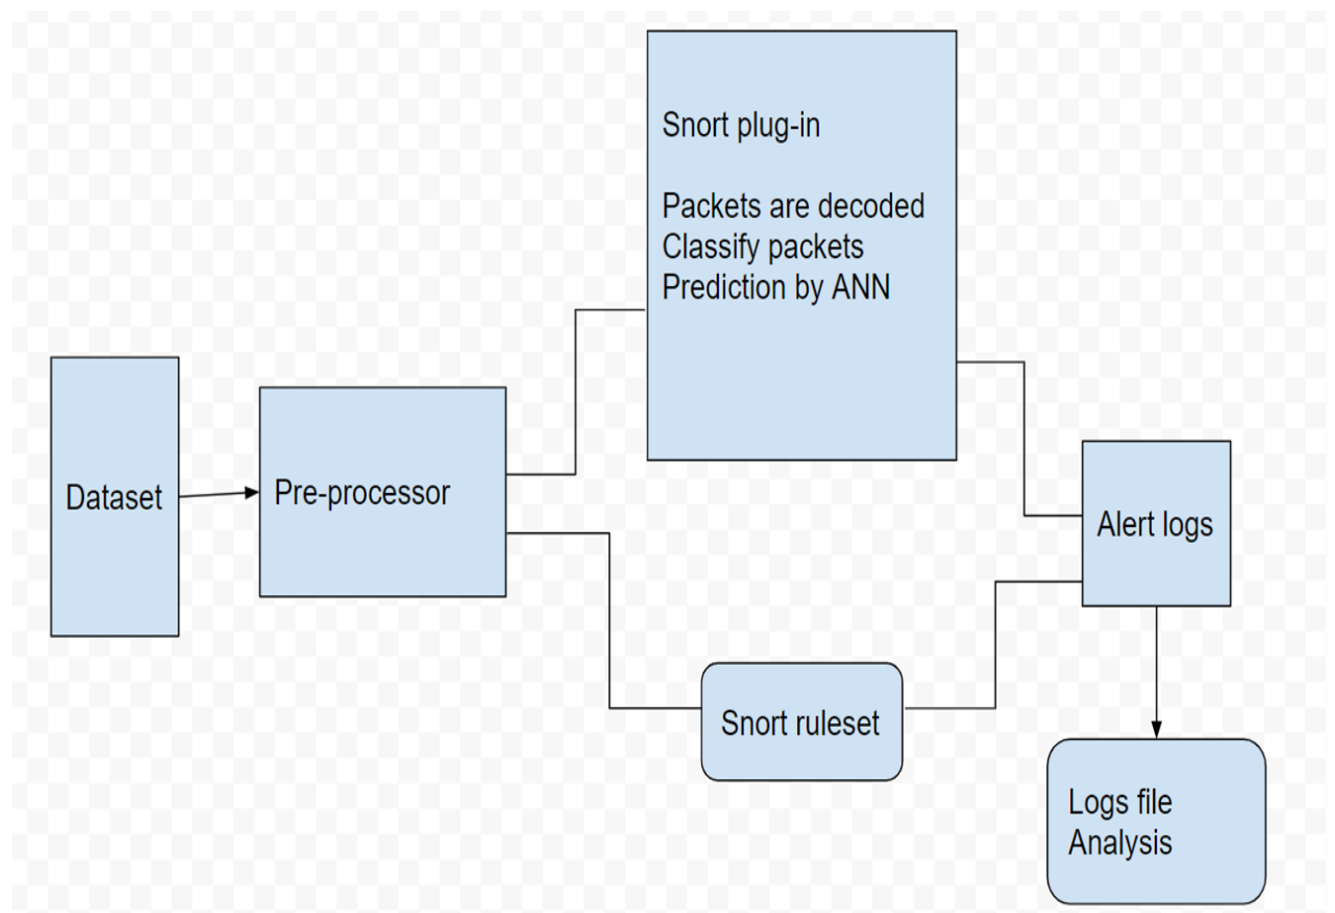 Snort plug-in
Packets are decoded
Classify packets
Prediction by ANN
Dataset
Pre-processor
Alert logs
Snort ruleset
Logs file
Analysis